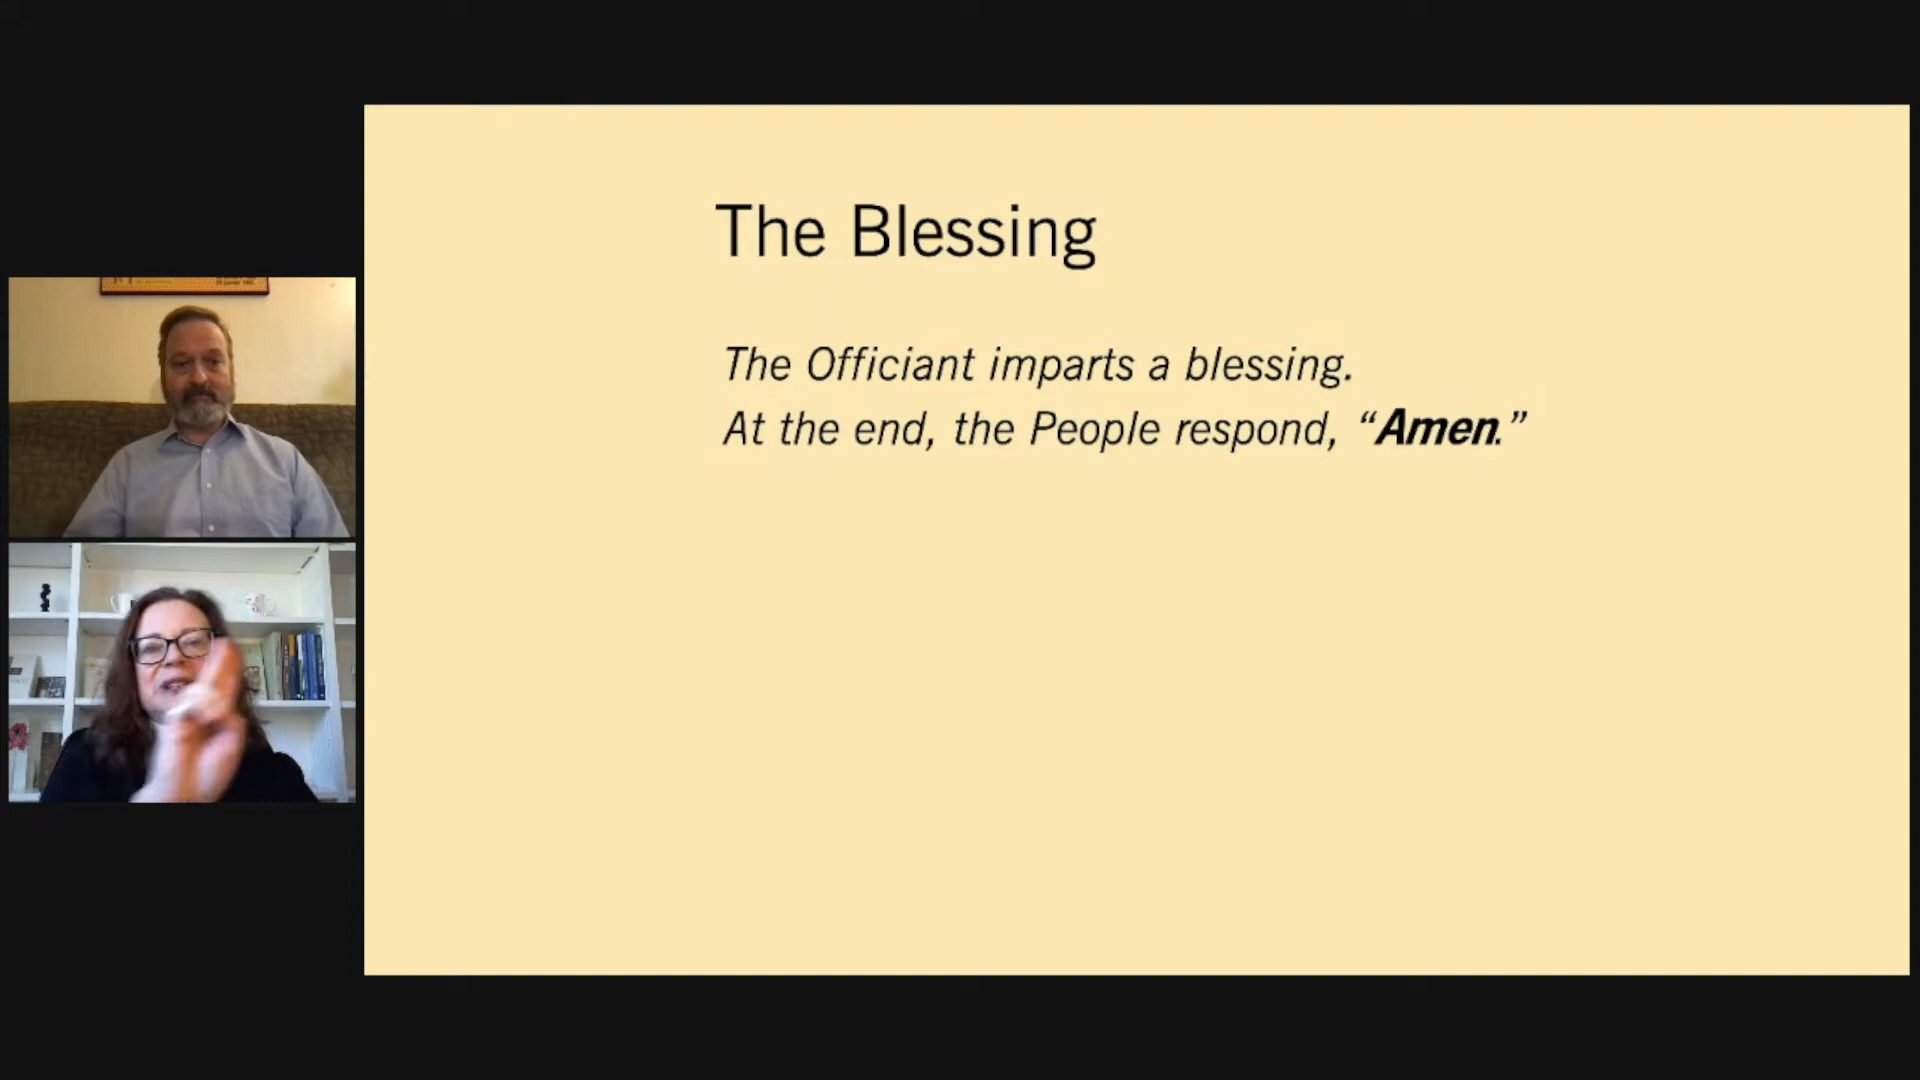 The Blessing
The Officiant imparts a blessing.
At the end, the People respond, “Amen.”